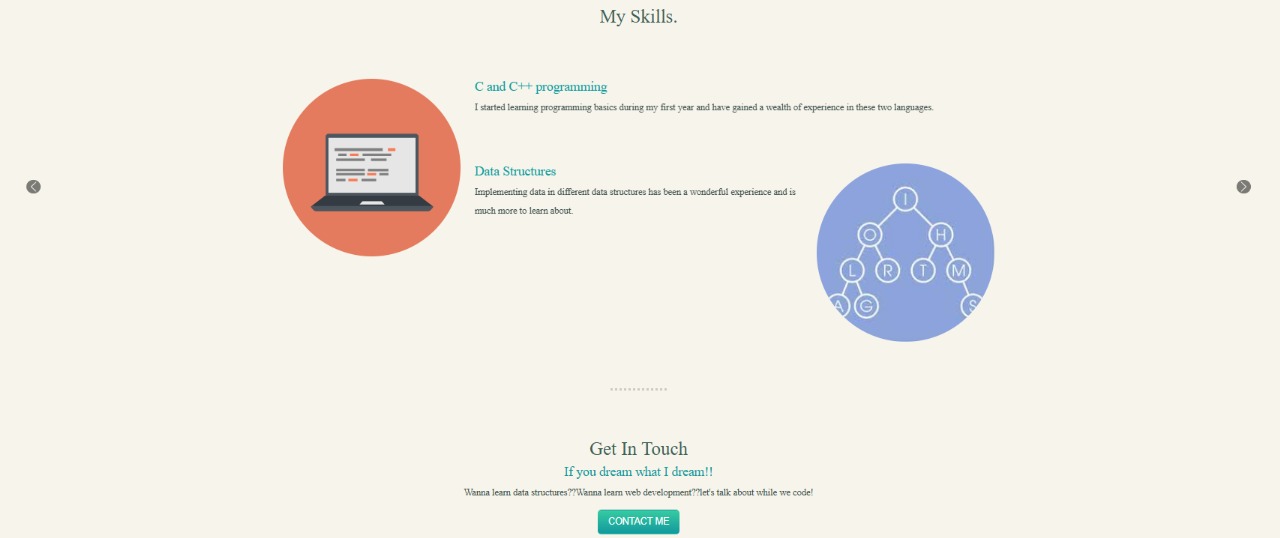 My Skills.
C and C++ programming
I started learning programming basics during my first year and have gained a wealth of experience in these two languages.
Data Structures
Implementing data in different data structures has been a wonderful experience and is
much more to learn about.
I
O H
L R T M
A G S
Get In Touch
If you dream what I dream!!
Wanna learn data structures??Wanna learn web development??let's talk about while we code!
CONTACT ME